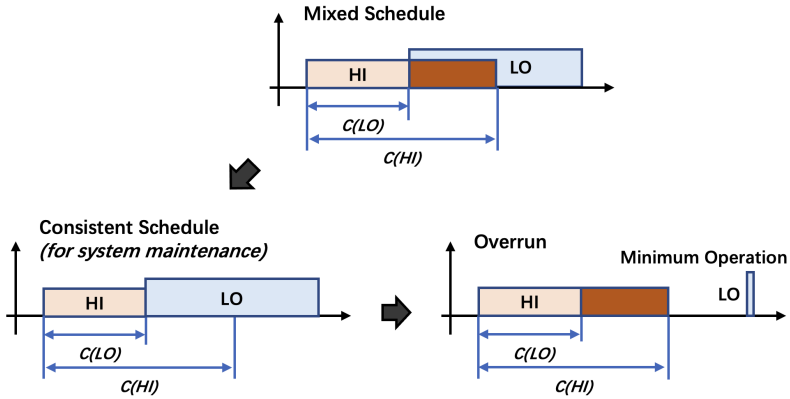 Mixed Schedule
HI
LO
C(LO)
C(HI)
Consistent Schedule
(for system maintenance)
HI
LO
C(LO)
C(HI)
Overrun
Minimum Operation
HI
LO
C(LO)
C(HI)